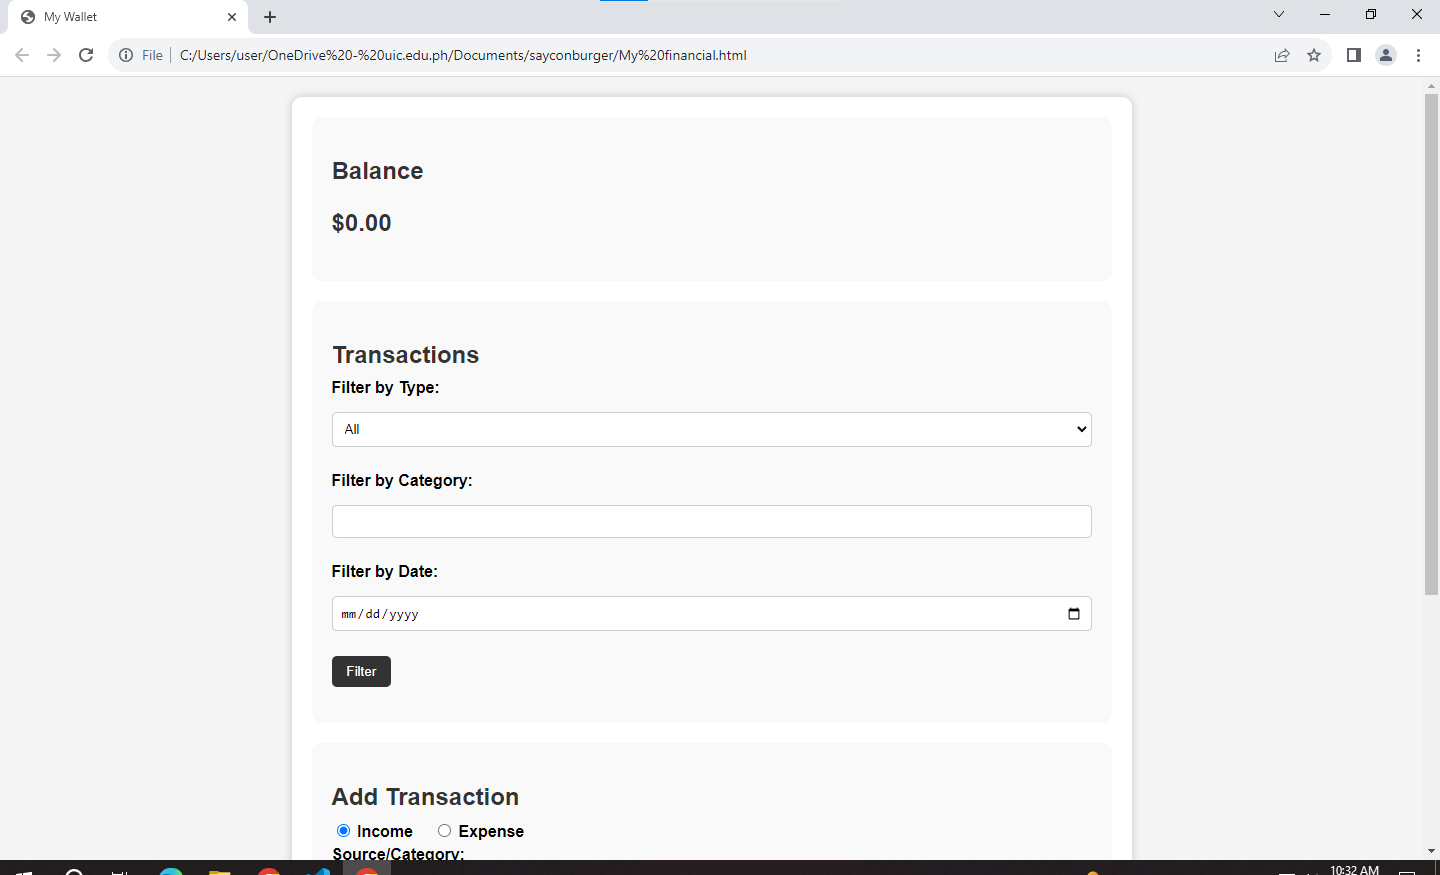 My Wallet
File
C:/Users/user/OneDrive%20-%20uic.edu.ph/Documents/sayconburger/My%20financial.html
Balance
$0.00
Transactions
Filter by Type:
All
Filter by Category:
Filter by Date:
mm/dd/yyyy
Filter
Add Transaction
Income Expense
Source/Category:
10:32 AM